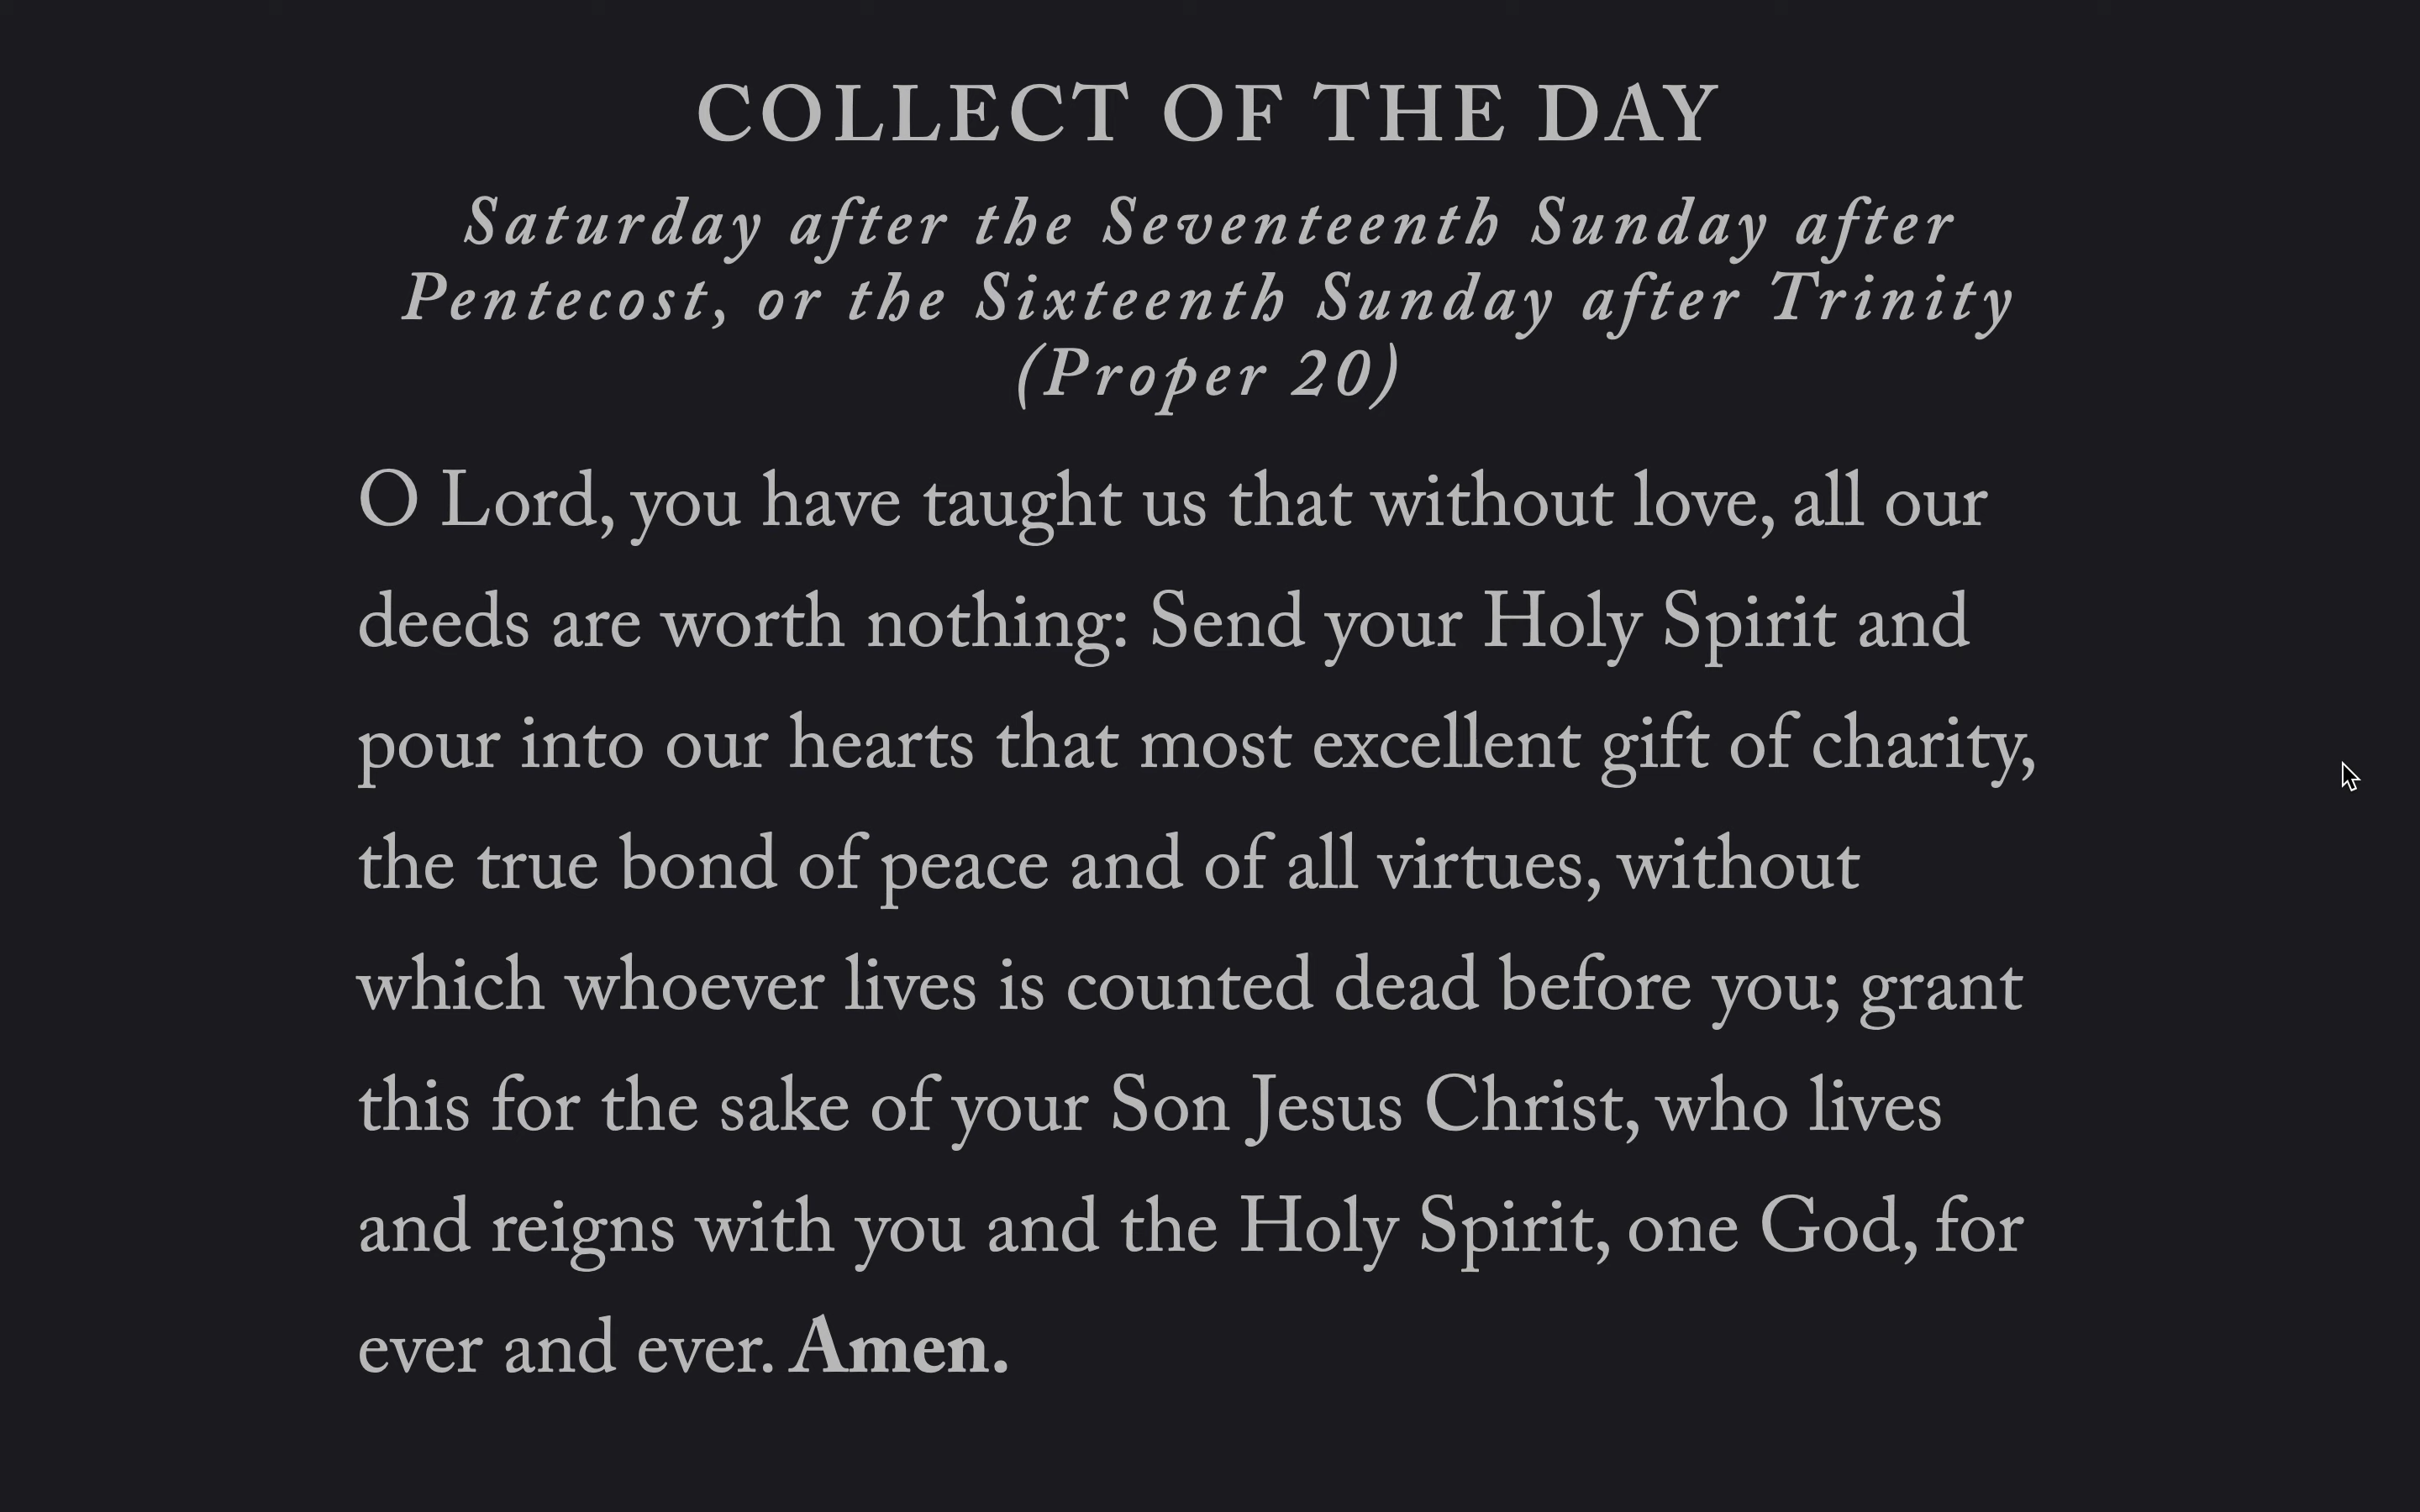 COLLECT OF THE DAY
Saturday after the Seventeenth Sunday after
Pentecost, or the Sixteenth Sunday after Trinity
(Proper 20)
O Lord, you have taught us that without love, all our
deeds are worth nothing: Send your Holy Spirit and
pour into our hearts that most excellent gift of charity,
the true bond of peace and of all virtues, without
which whoever lives is counted dead before you; grant
this for the sake of your Son Jesus Christ, who lives
and reigns with you and the Holy Spirit, one God, for
ever and ever. Amen.